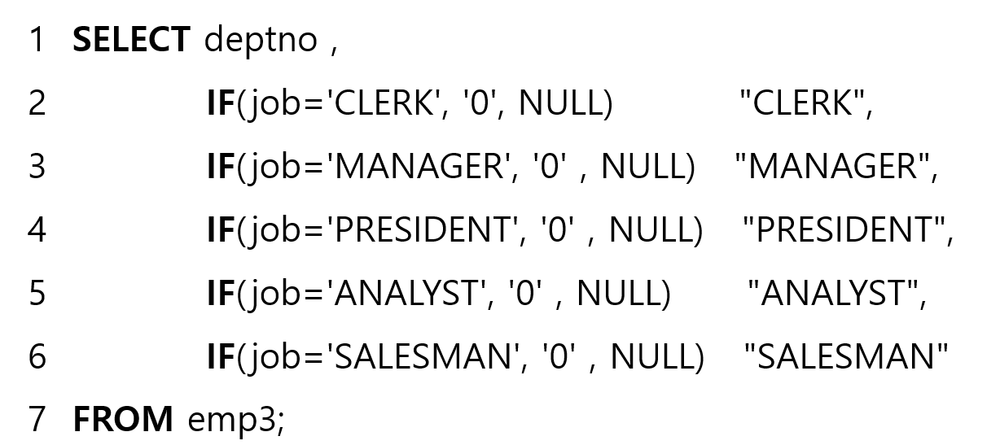 1 SELECT deptno ,
2 IF(job='CLERK', '0', NULL) "CLERK",
3 IF(job='MANAGER', '0' , NULL) "MANAGER",
4 IF(job='PRESIDENT', '0' , NULL) "PRESIDENT",
5 IF(job='ANALYST', '0' , NULL) "ANALYST",
6 IF(job='SALESMAN', '0' , NULL) "SALESMAN"
7 FROM emp3;